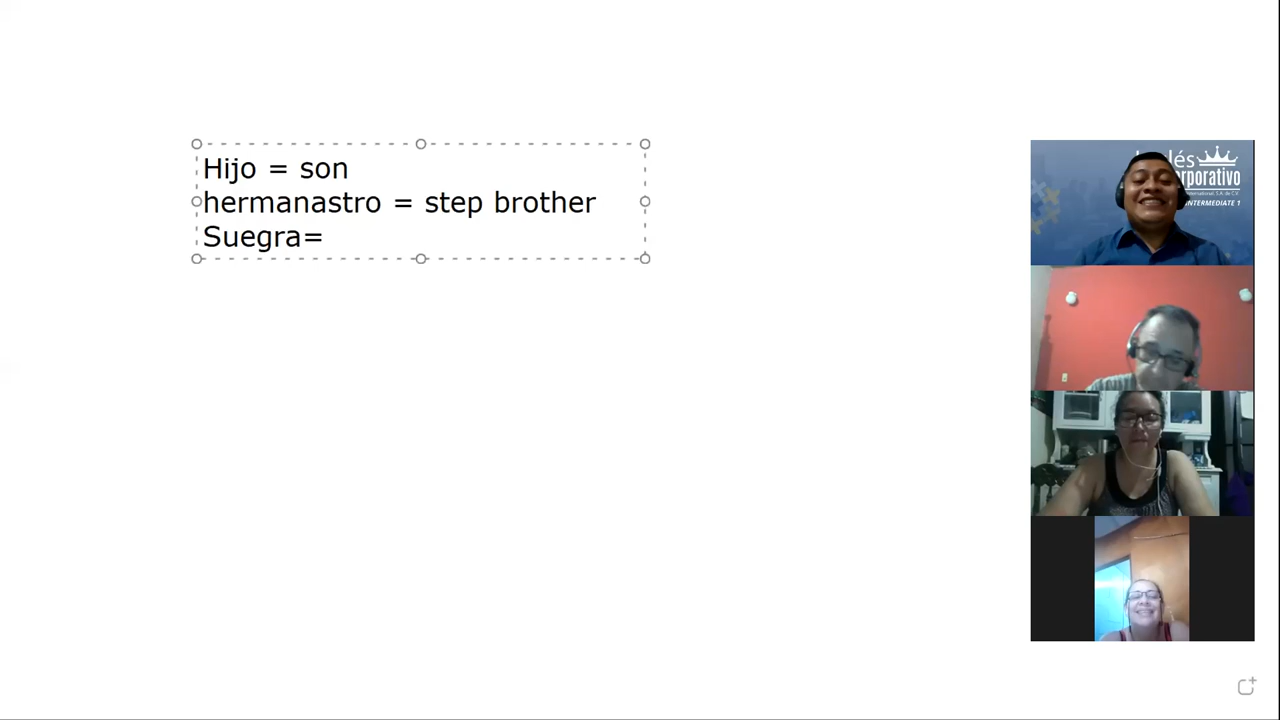 Hijo = son
hermanastro = step brother
Suegra=
INTERMEDIATE 1